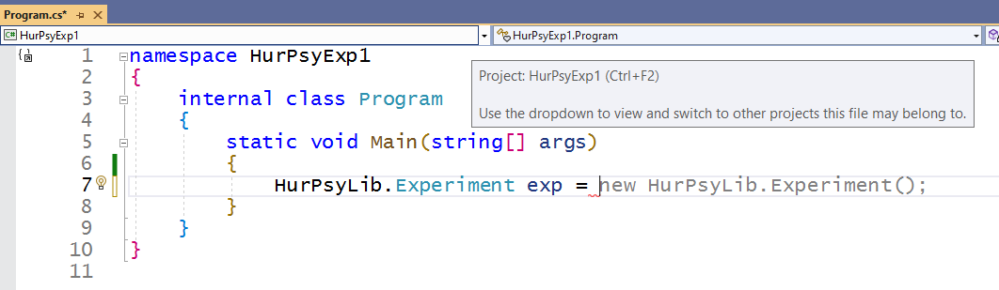 Program.cs*
HurPsyExp1
HurPsyExp1.Program
1 namespace HurPsyExp1
2 {
3 internal class Program
4 {
5 static void Main(string[] args)
6 {
7 HurPsyLib.Experiment exp = new HurPsyLib.Experiment();
8 }
9 }
10 }
11
Project: HurPsyExp1 (Ctrl+F2)
Use the dropdown to view and switch to other projects this file may belong to.